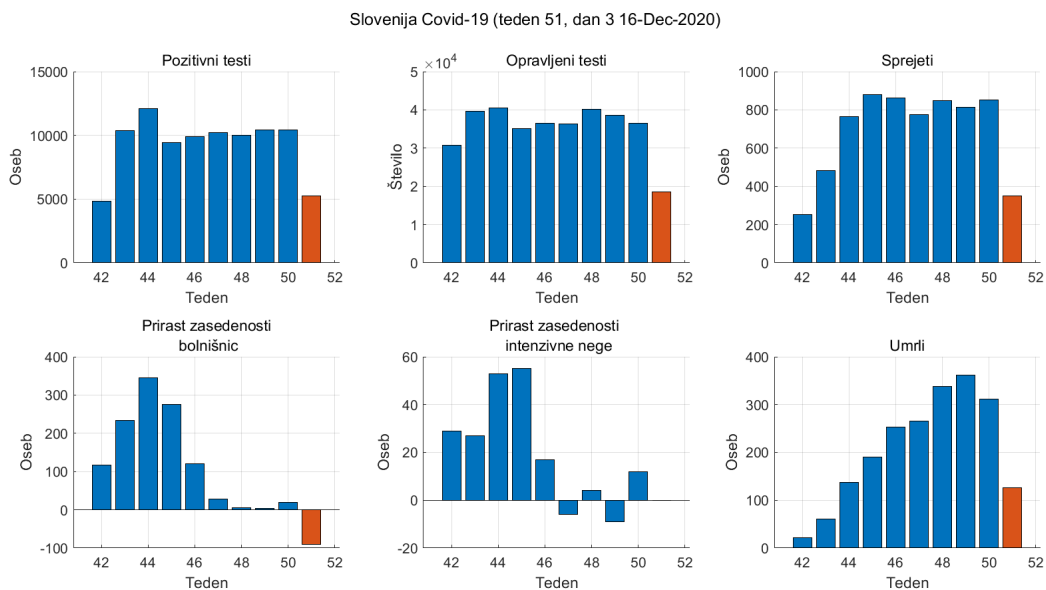 Slovenija Covid-19 (teden 51, dan 3 16-Dec-2020)
Pozitivni testi
15000
10000
5000
0
Oseb
42 44 46 48 50 52
Teden
Opravljeni testi
×10^4
5
4
3
2
1
0
Število
42 44 46 48 50 52
Teden
Sprejeti
1000
800
600
400
200
0
Oseb
42 44 46 48 50 52
Teden
Prirast zasedenosti
bolnišnic
400
300
200
100
0
-100
Oseb
42 44 46 48 50 52
Teden
Prirast zasedenosti
intenzivne nege
60
40
20
0
-20
Oseb
42 44 46 48 50 52
Teden
Umrli
400
300
200
100
0
Oseb
42 44 46 48 50 52
Teden